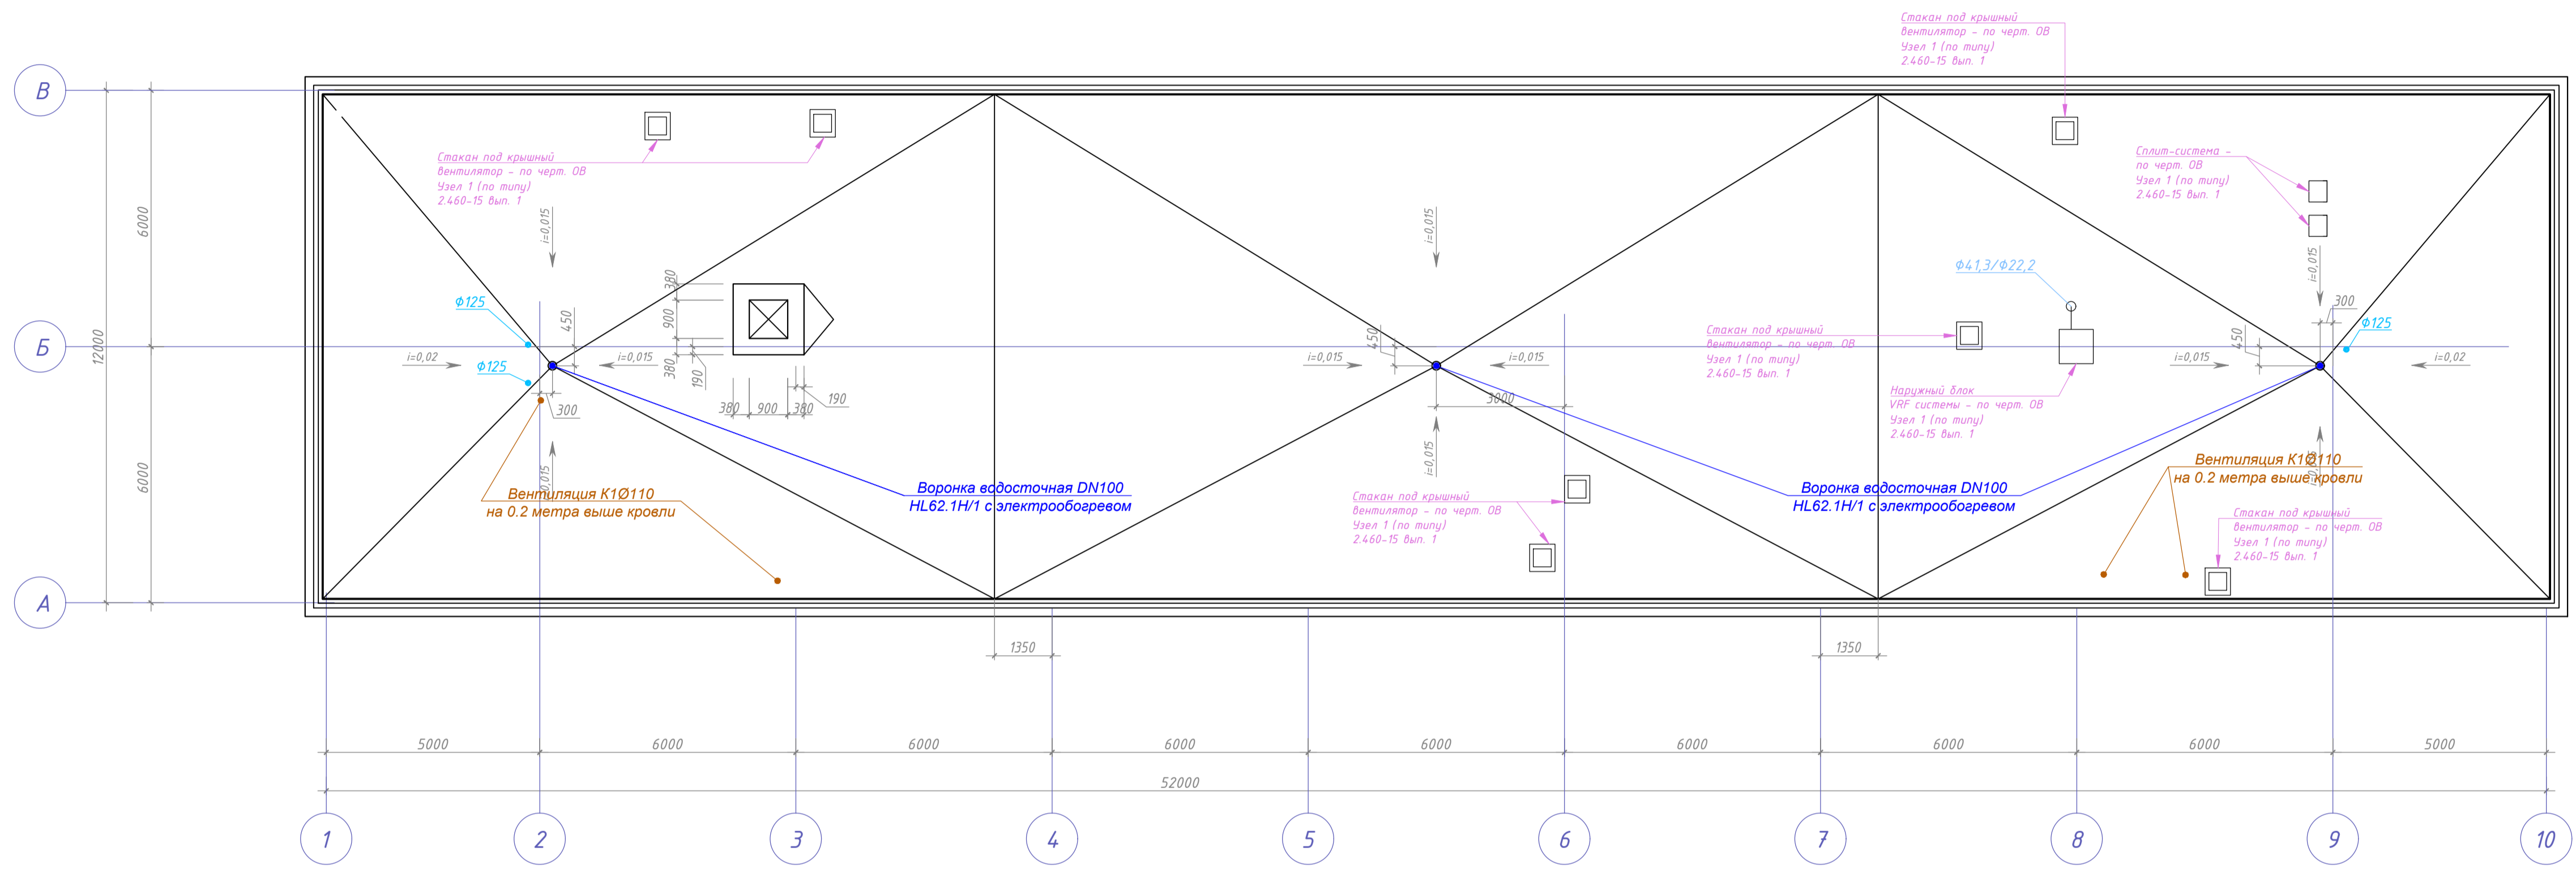 Стакан под крышный
вентилятор - по черт. ОВ
Узел 1 (по типу)
2.460-15 вып. 1
В
Стакан под крышный
вентилятор - по черт. ОВ
Узел 1 (по типу)
2.460-15 вып. 1
Сплит-система -
по черт. ОВ
Узел 1 (по типу)
2.460-15 вып. 1
6000
i=0,015
i=0,015
i=0,015
Ф41,3/Ф22,2
380
Ф125
450
900
300
Ф125
Стакан под крышный
вентилятор - по черт. ОВ
Узел 1 (по типу)
2.460-15 вып. 1
450
450
Б
12000
i=0,02
i=0,015
i=0,015
i=0,015
i=0,015
i=0,02
Ф125
380
190
Наружный блок
VRF системы - по черт. ОВ
Узел 1 (по типу)
2.460-15 вып. 1
300
380
900
380
190
3000
6000
i=0,015
i=0,015
i=0,015
Вентиляция К1Ø110
на 0.2 метра выше кровли
Вентиляция К1Ø110
на 0.2 метра выше кровли
Воронка водосточная DN100
HL62.1H/1 с электрообогревом
Стакан под крышный
вентилятор - по черт. ОВ
Узел 1 (по типу)
2.460-15 вып. 1
Воронка водосточная DN100
HL62.1H/1 с электрообогревом
Стакан под крышный
вентилятор - по черт. ОВ
Узел 1 (по типу)
2.460-15 вып. 1
А
1350
1350
5000
6000
6000
6000
6000
6000
6000
6000
5000
52000
1
2
3
4
5
6
7
8
9
10